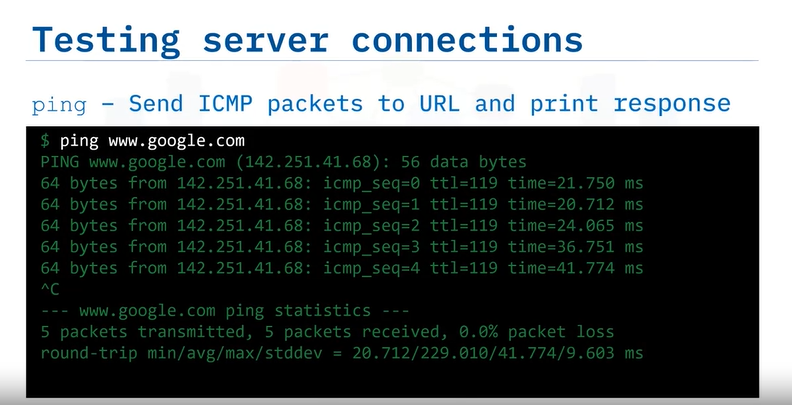 Testing server connections
ping – Send ICMP packets to URL and print response
$ ping www.google.com
PING www.google.com (142.251.41.68): 56 data bytes
64 bytes from 142.251.41.68: icmp_seq=0 ttl=119 time=21.750 ms
64 bytes from 142.251.41.68: icmp_seq=1 ttl=119 time=20.712 ms
64 bytes from 142.251.41.68: icmp_seq=2 ttl=119 time=24.065 ms
64 bytes from 142.251.41.68: icmp_seq=3 ttl=119 time=36.751 ms
64 bytes from 142.251.41.68: icmp_seq=4 ttl=119 time=41.774 ms
^C
--- www.google.com ping statistics ---
5 packets transmitted, 5 packets received, 0.0% packet loss
round-trip min/avg/max/stddev = 20.712/229.010/41.774/9.603 ms